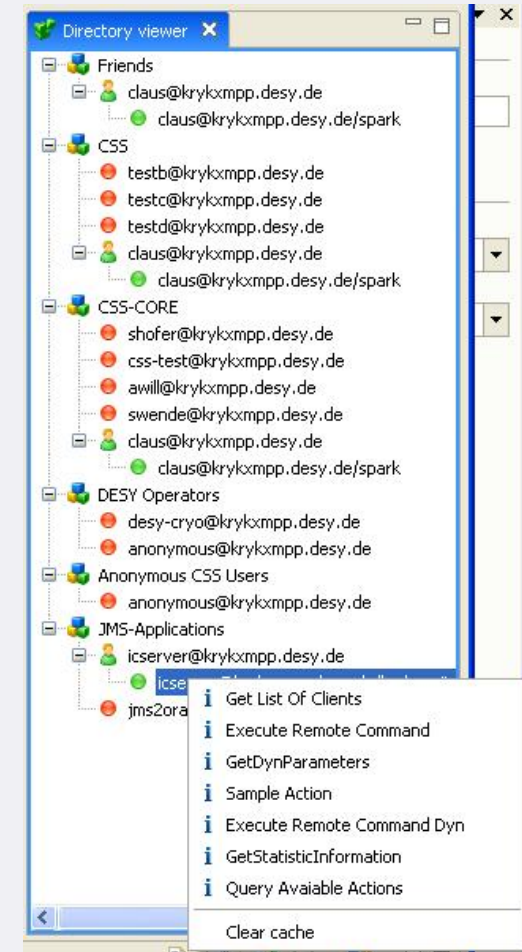 Directory viewer
Friends
claus@krykxmpp.desy.de
claus@krykxmpp.desy.de/spark
CSS
testb@krykxmpp.desy.de
testc@krykxmpp.desy.de
testd@krykxmpp.desy.de
claus@krykxmpp.desy.de
claus@krykxmpp.desy.de/spark
CSS-CORE
shofer@krykxmpp.desy.de
css-test@krykxmpp.desy.de
awill@krykxmpp.desy.de
swende@krykxmpp.desy.de
claus@krykxmpp.desy.de
claus@krykxmpp.desy.de/spark
DESY Operators
desy-cryo@krykxmpp.desy.de
anonymous@krykxmpp.desy.de
Anonymous CSS Users
anonymous@krykxmpp.desy.de
JMS-Applications
icserver@krykxmpp.desy.de
jms2ora
Get List Of Clients
Execute Remote Command
GetDynParameters
Sample Action
Execute Remote Command Dyn
GetStatisticInformation
Query Avaiable Actions
Clear cache